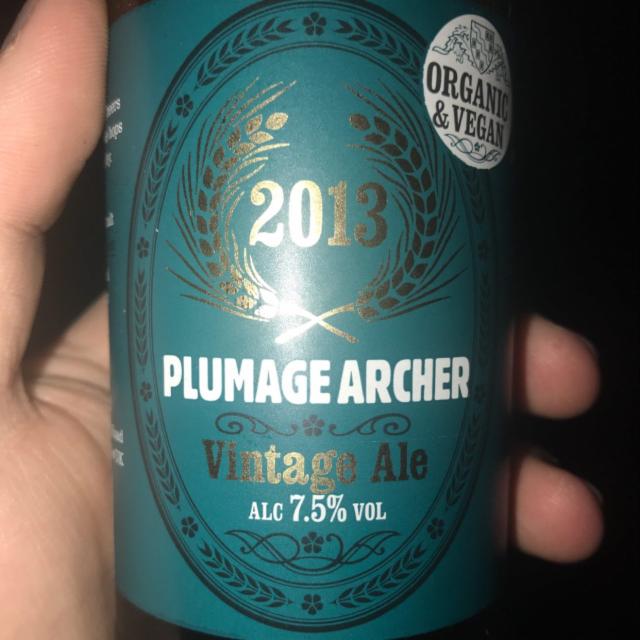 ORGANIC
& VEGAN
2013
PLUMAGE ARCHER
Vintage Ale
ALC 7.5% VOL